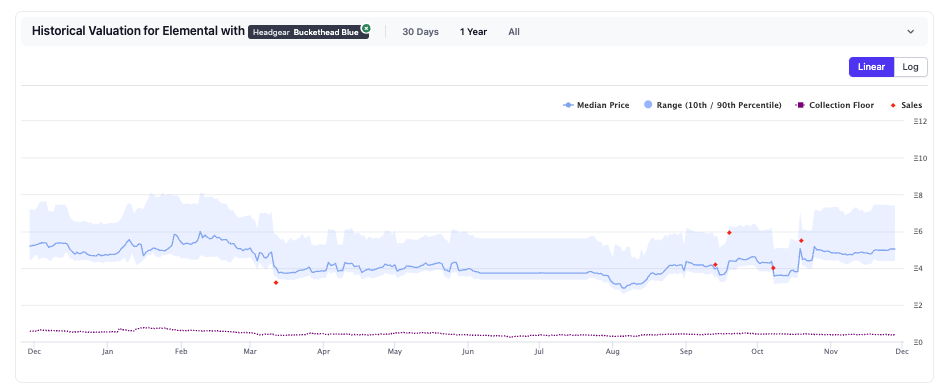 Historical Valuation for Elemental with Headgear Buckethead Blue 30 Days 1 Year All
Linear Log
Median Price Range (10th / 90th Percentile) Collection Floor Sales
Ξ12
Ξ10
Ξ8
Ξ6
Ξ4
Ξ2
Ξ0
Dec Jan Feb Mar Apr May Jun Jul Aug Sep Oct Nov Dec